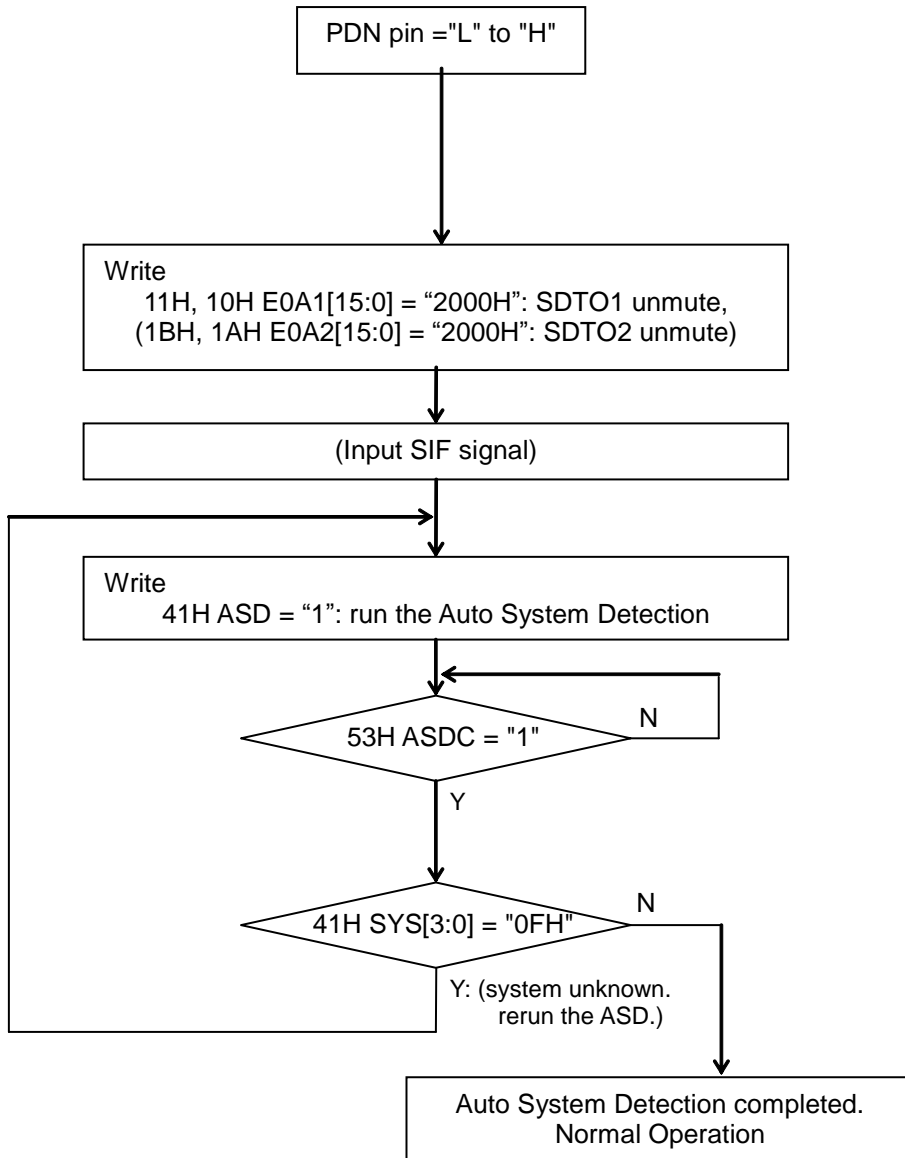 PDN pin ="L" to "H"
Write
11H, 10H E0A1[15:0] = “2000H”: SDTO1 unmute,
(1BH, 1AH E0A2[15:0] = “2000H”: SDTO2 unmute)
(Input SIF signal)
Write
41H ASD = “1”: run the Auto System Detection
53H ASDC = "1"
N
Y
41H SYS[3:0] = "0FH"
N
Y: (system unknown.
rerun the ASD.)
Auto System Detection completed.
Normal Operation